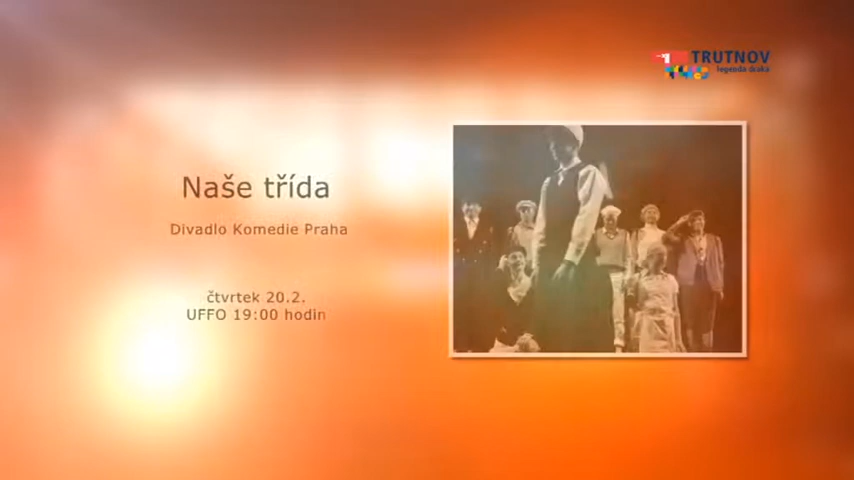 TRUTNOV
legenda draka
Naše třída
Divadlo Komedie Praha
čtvrtek 20.2.
UFFO 19:00 hodin